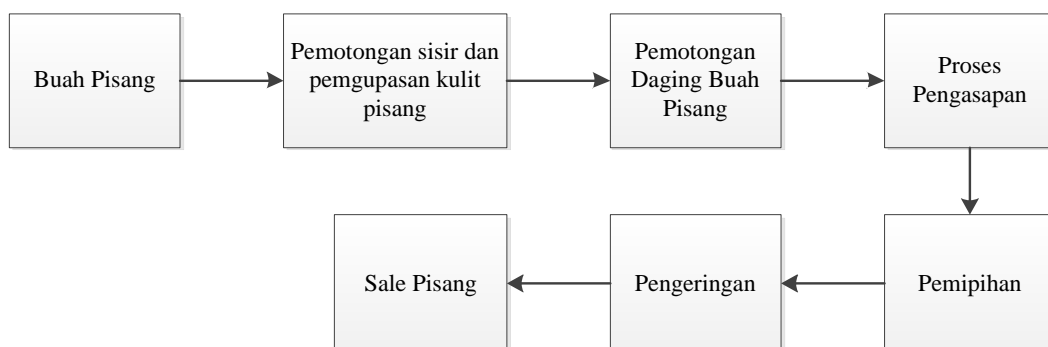 Buah Pisang
Pemotongan sisir dan
pemgupasan kulit
pisang
Pemotongan
Daging Buah
Pisang
Proses
Pengasapan
Pemipihan
Pengeringan
Sale Pisang